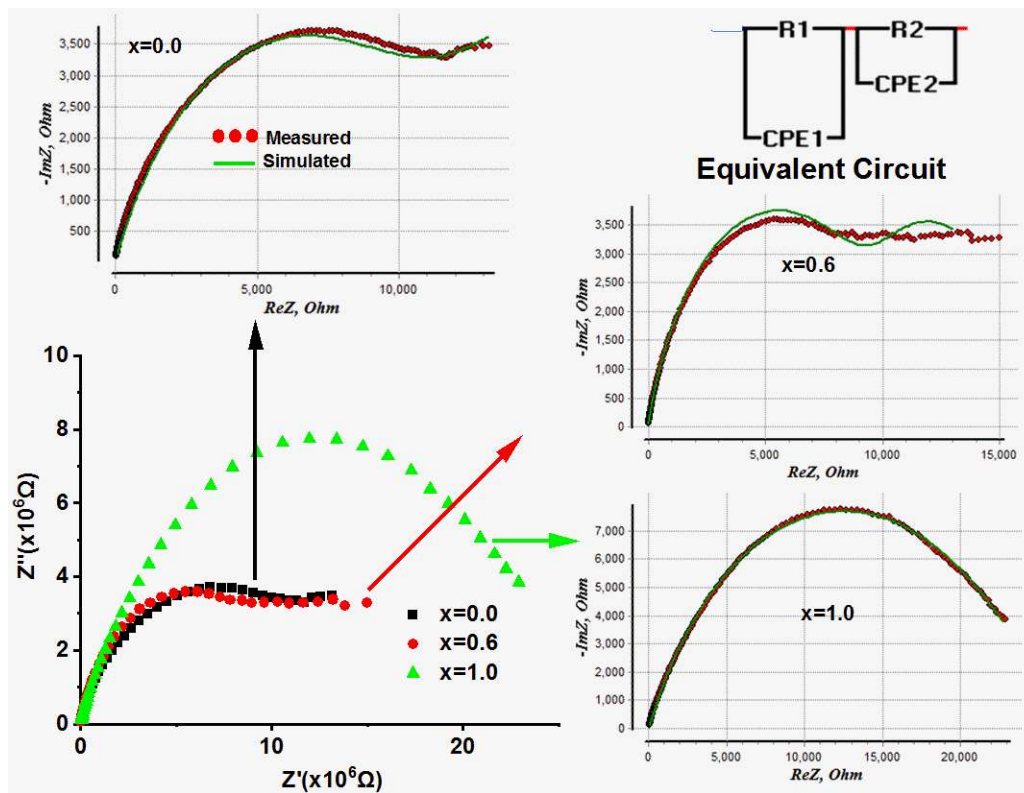 x=0.0
3,500
3,000
2,500
2,000
1,500
1,000
500
-ImZ, Ohm
Measured
Simulated
0
5,000
10,000
ReZ, Ohm
R1
R2
CPE2
CPE1
Equivalent Circuit
3,500
3,000
2,500
2,000
1,500
1,000
500
0
-ImZ, Ohm
x=0.6
0
5,000
10,000
15,000
ReZ, Ohm
10
8
6
4
2
0
Z''(x10⁶Ω)
x=0.0
x=0.6
x=1.0
0
10
20
Z'(x10⁶Ω)
7,000
6,000
5,000
4,000
3,000
2,000
1,000
0
-ImZ, Ohm
x=1.0
0
5,000
10,000
15,000
20,000
ReZ, Ohm